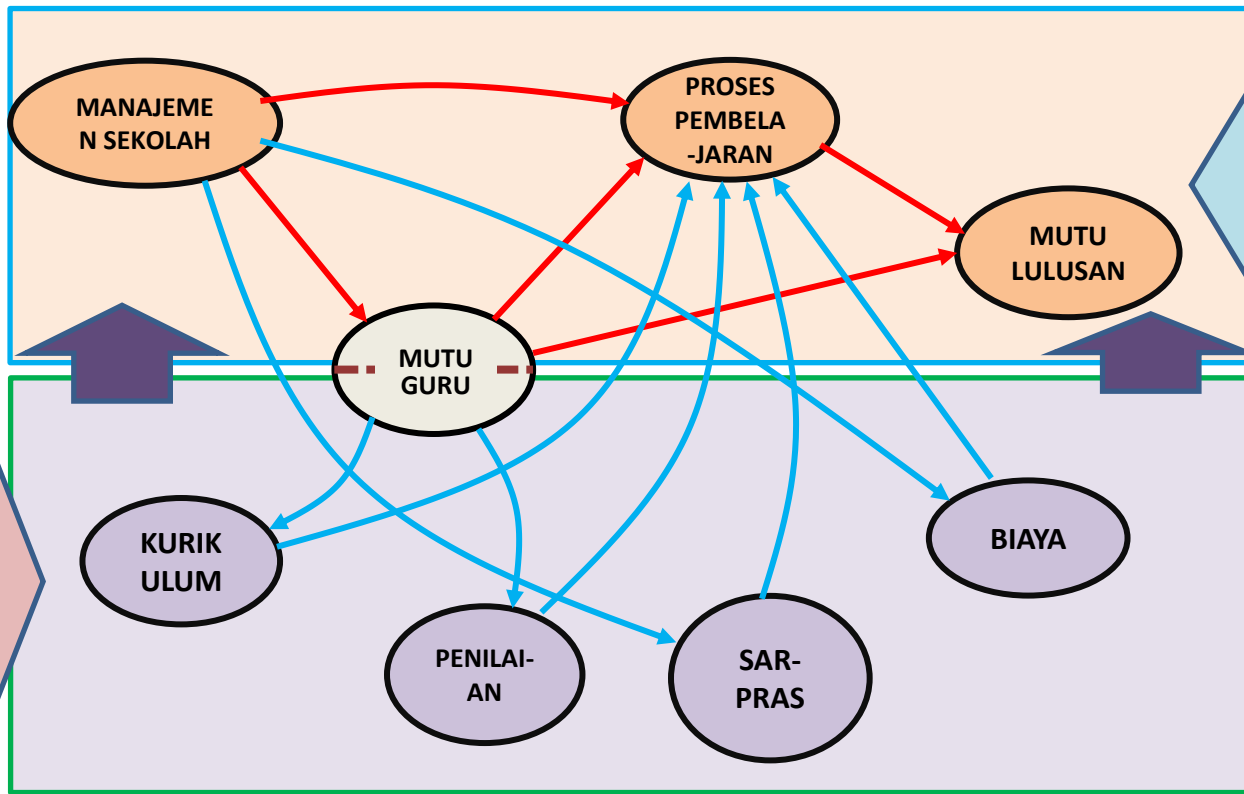 MANAJEME
N SEKOLAH
PROSES
PEMBELA
-JARAN
MUTU
LULUSAN
MUTU
GURU
KURIK
ULUM
PENILAI-
AN
SAR-
PRAS
BIAYA